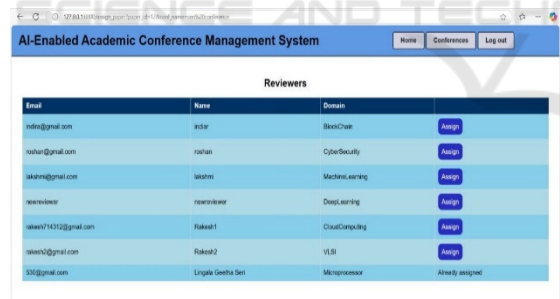 AI-Enabled Academic Conference Management System
Home Conferences Log out
Reviewers
Email Name Domain
indira@gmail.com indiar BlockChain Assign
roshan@gmail.com roshan CyberSecurity Assign
lakshmi@gmail.com lakshmi MachineLearning Assign
newreviewer newreviewer DeepLearning Assign
rakesh714312@gmail.com Rakesh1 CloudComputing Assign
rakesh2@gmail.com Rakesh2 VLSI Assign
530@gmail.com Lingala Geetha Seri Microprocessor Already assigned